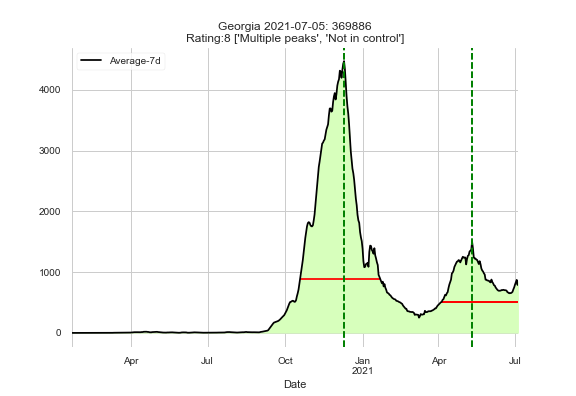 Georgia 2021-07-05: 369886
Rating:8 ['Multiple peaks', 'Not in control']
Average-7d
4000
3000
2000
1000
0
Apr
Jul
Oct
Jan
2021
Apr
Jul
Date